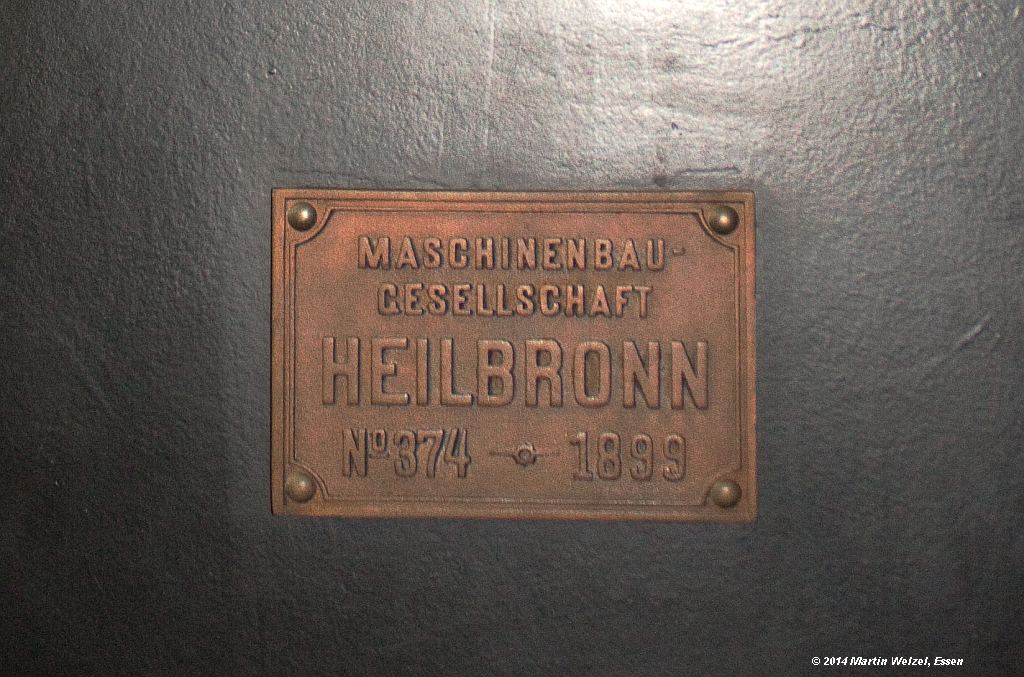 MASCHINENBAU-
GESELLSCHAFT
HEILBRONN
Nº 374 1899
© 2014 Martin Welzel, Essen